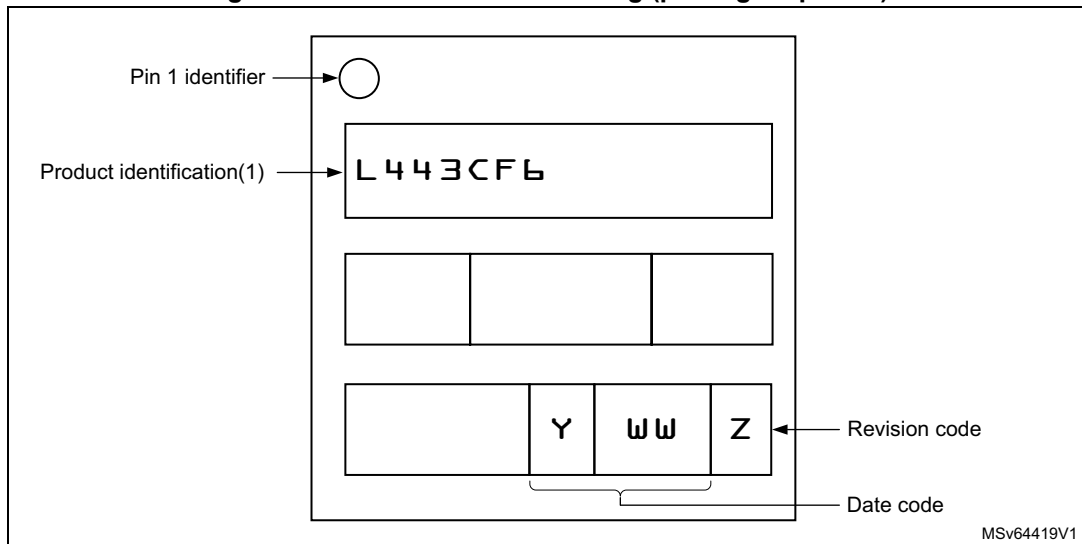 Pin 1 identifier
Product identification(1)
L443CF6
Y WW Z
Revision code
Date code
MSv64419V1